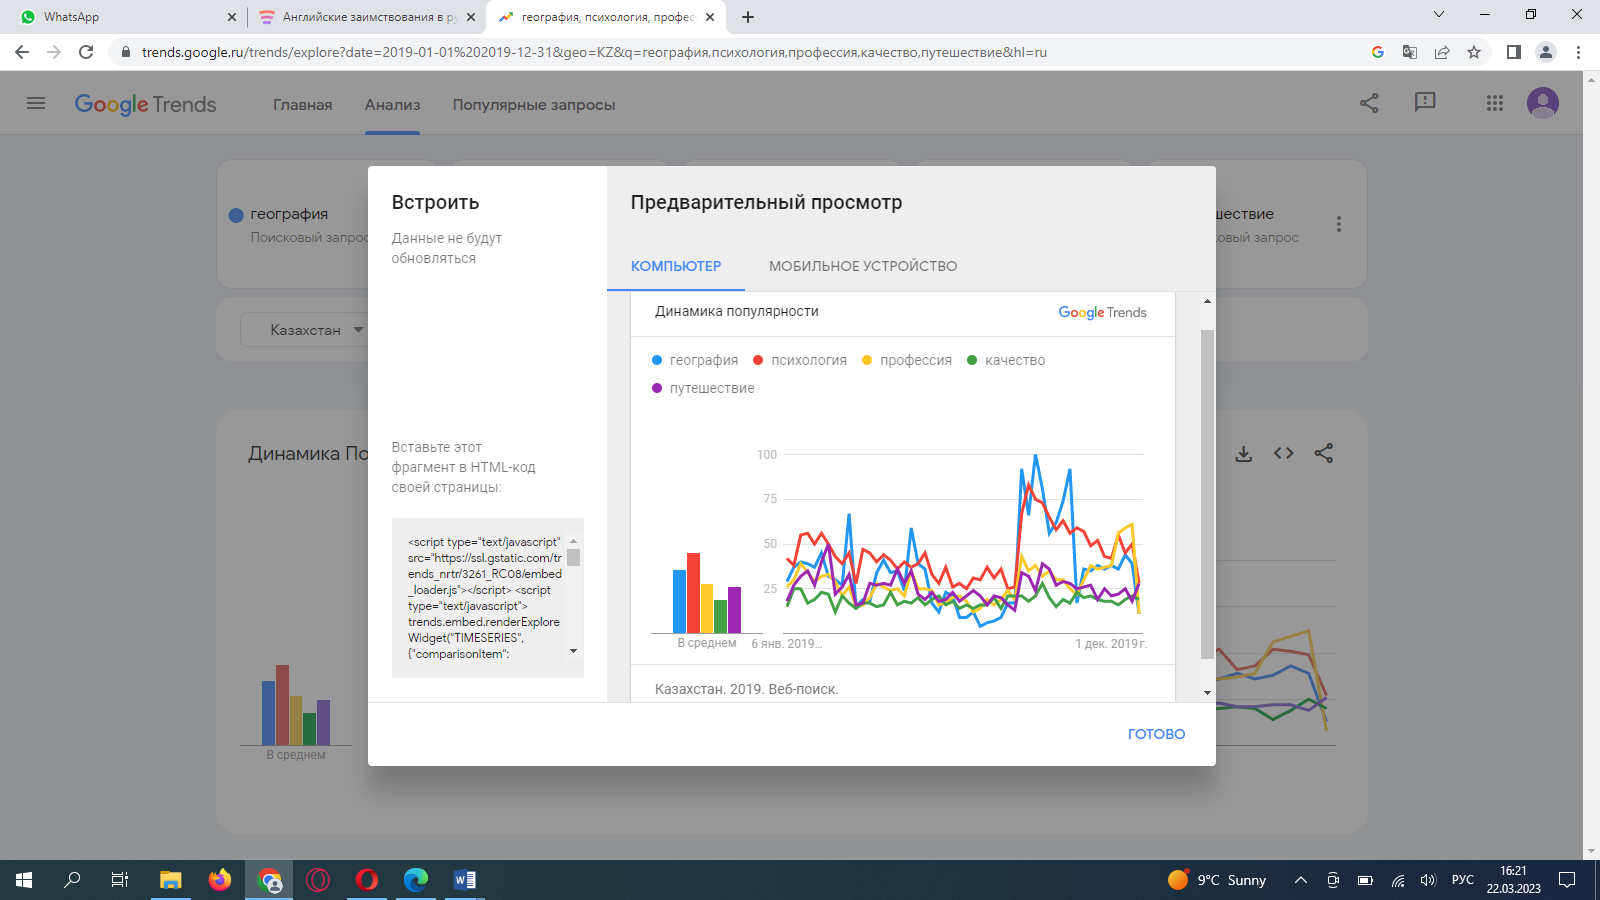 WhatsApp
Английские заимствования в ру
география, психология, профес
trends.google.ru/trends/explore?date=2019-01-01%202019-12-31&geo=KZ&q=география,психология,профессия,качество,путешествие&hl=ru
Google Trends
Главная
Анализ
Популярные запросы
география
Поисковый запрос
шествие
овый запрос
Казахстан
Динамика По
В среднем
Встроить
Данные не будут
обновляться
Вставьте этот
фрагмент в HTML-код
своей страницы:
<script type="text/javascript"
src="https://ssl.gstatic.com/tr
ends_nrtr/3261_RC08/embed
_loader.js"></script> <script
type="text/javascript">
trends.embed.renderExplore
Widget("TIMESERIES",
{"comparisonItem":
Предварительный просмотр
КОМПЬЮТЕР
МОБИЛЬНОЕ УСТРОЙСТВО
Динамика популярности
Google Trends
география
психология
профессия
качество
путешествие
100
75
50
25
В среднем
6 янв. 2019…
1 дек. 2019 г.
Казахстан. 2019. Веб-поиск.
ГОТОВО
9°C Sunny
РУС
16:21
22.03.2023